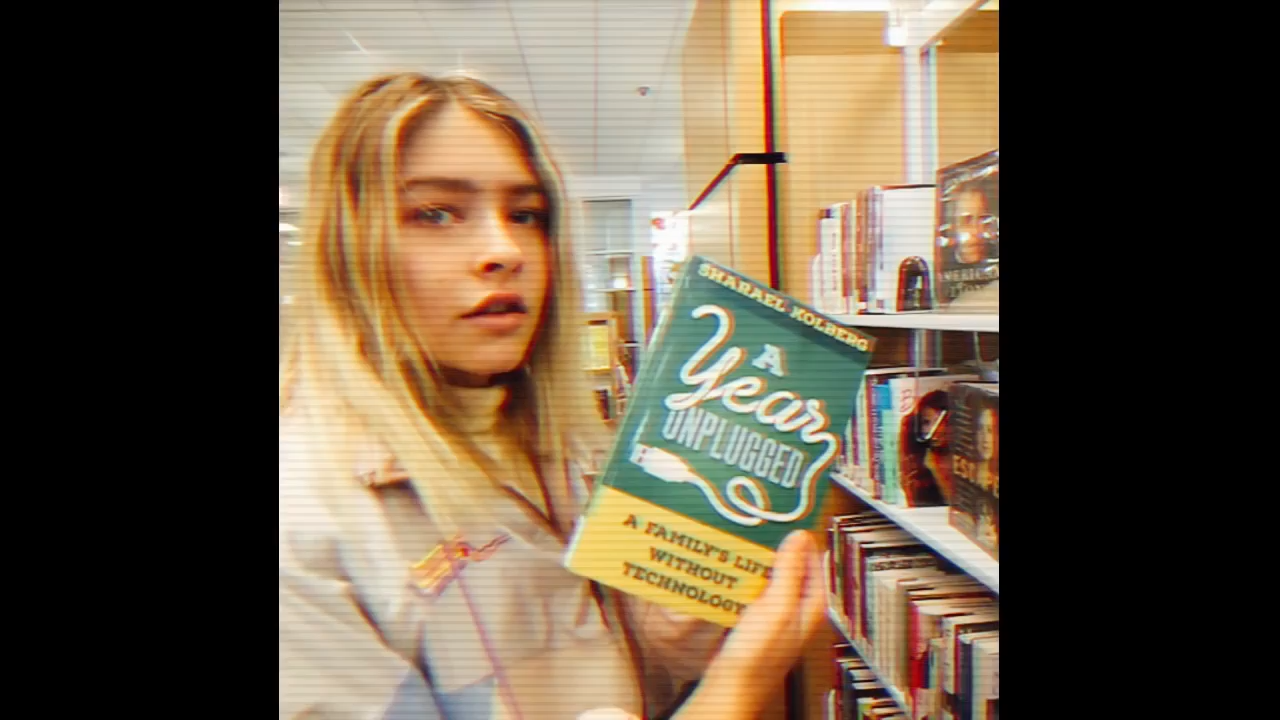 SHARAEL KOLBERG
A
Year
UNPLUGGED
A FAMILY'S LIFE
WITHOUT
TECHNOLOGY